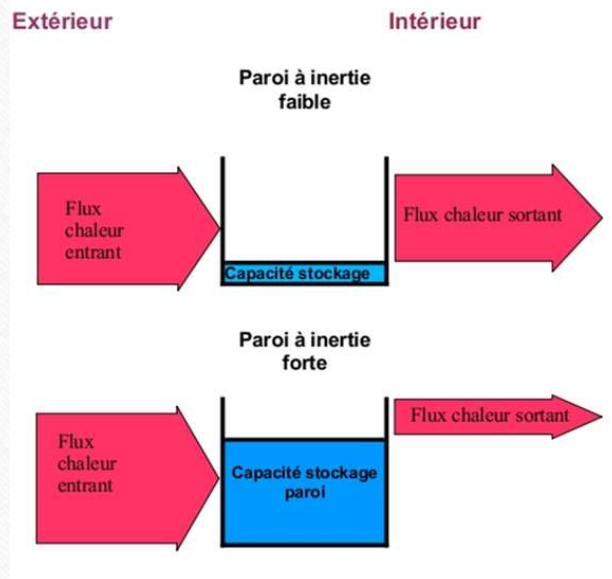 Extérieur
Intérieur
Paroi à inertie
faible
Flux
chaleur
entrant
Capacité stockage
Flux chaleur sortant
Paroi à inertie
forte
Flux
chaleur
entrant
Capacité stockage
paroi
Flux chaleur sortant